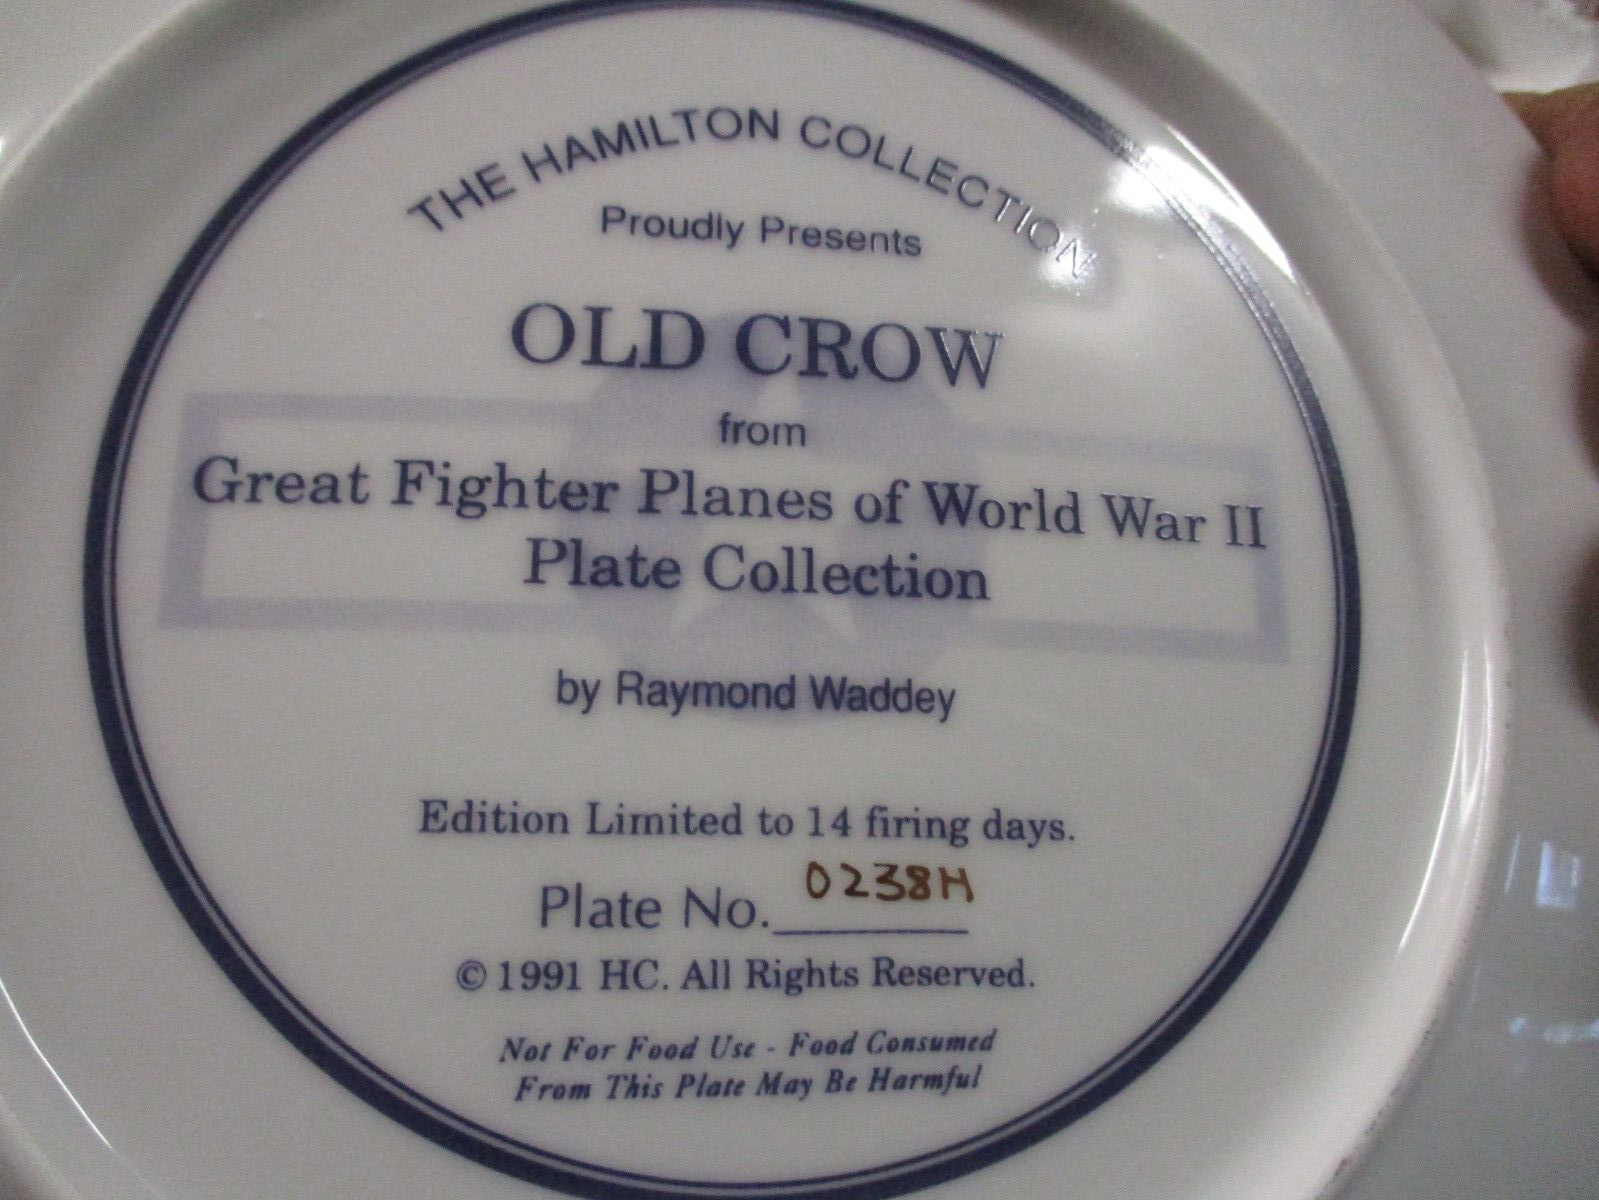 THE HAMILTON COLLECTION
Proudly Presents
OLD CROW
from
Great Fighter Planes of World War II
Plate Collection
by Raymond Waddey
Edition Limited to 14 firing days.
Plate No. 0238H
© 1991 HC. All Rights Reserved.
Not For Food Use - Food Consumed
From This Plate May Be Harmful